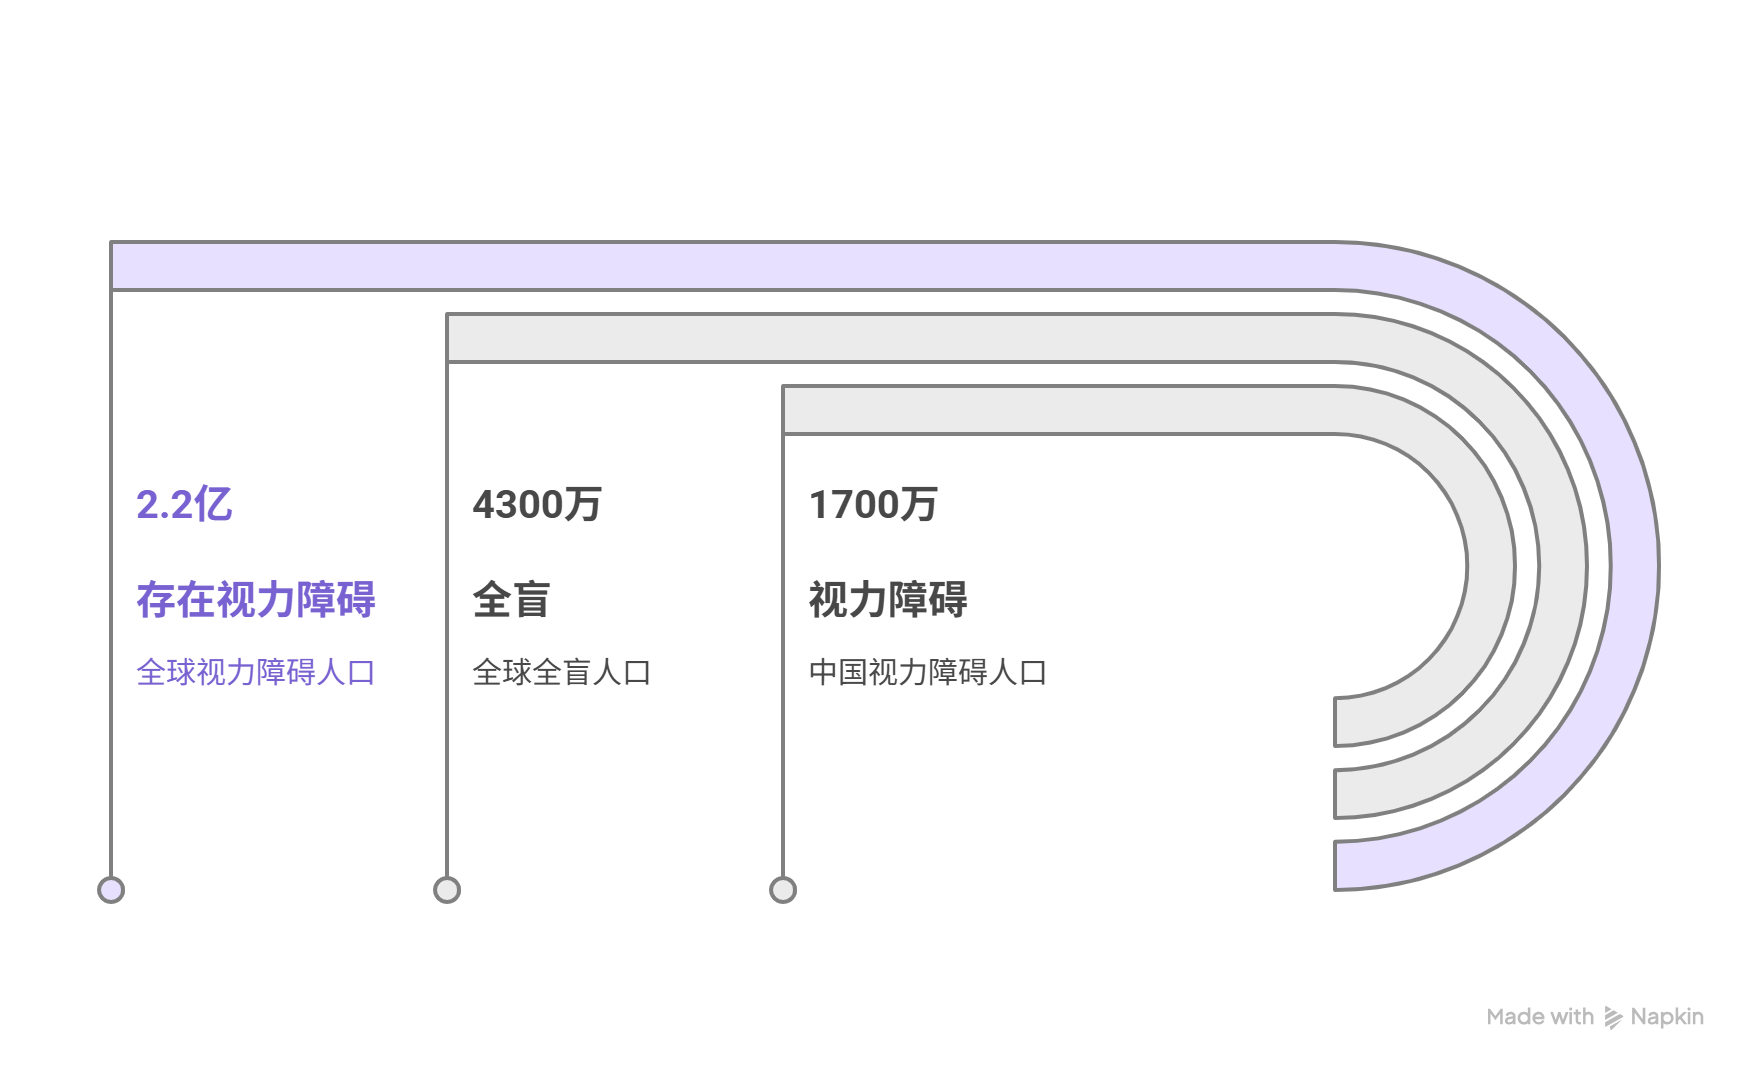 2.2亿
存在视力障碍
全球视力障碍人口
4300万
全盲
全球全盲人口
1700万
视力障碍
中国视力障碍人口
Made with Napkin